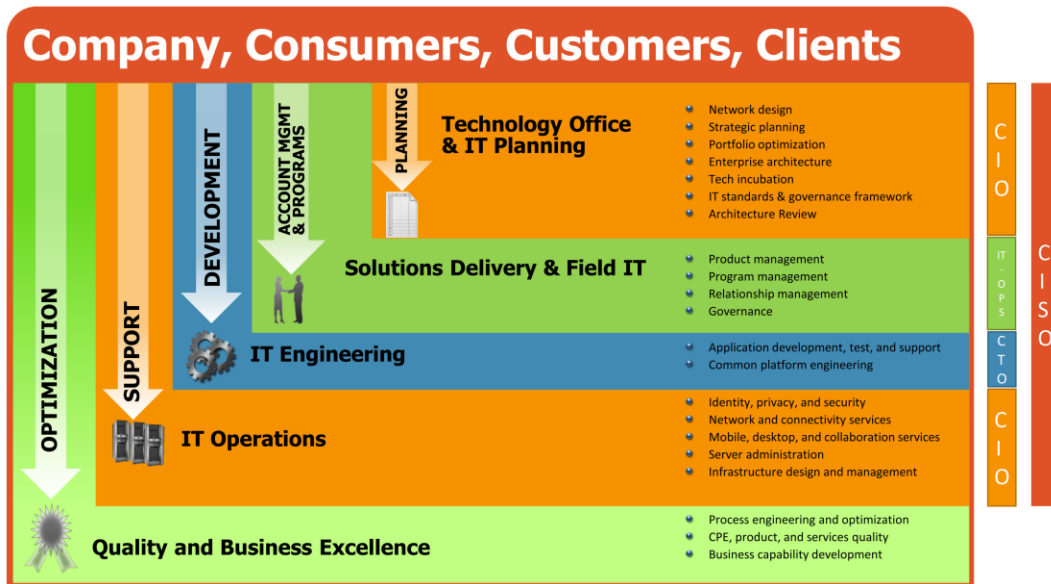 Company, Consumers, Customers, Clients
OPTIMIZATION
SUPPORT
DEVELOPMENT
ACCOUNT MGMT
& PROGRAMS
PLANNING
Technology Office
& IT Planning
Network design
Strategic planning
Portfolio optimization
Enterprise architecture
Tech incubation
IT standards & governance framework
Architecture Review
CIO
Solutions Delivery & Field IT
Product management
Program management
Relationship management
Governance
IT-OPS
CISO
IT Engineering
Application development, test, and support
Common platform engineering
CTO
IT Operations
Identity, privacy, and security
Network and connectivity services
Mobile, desktop, and collaboration services
Server administration
Infrastructure design and management
CIO
Quality and Business Excellence
Process engineering and optimization
CPE, product, and services quality
Business capability development